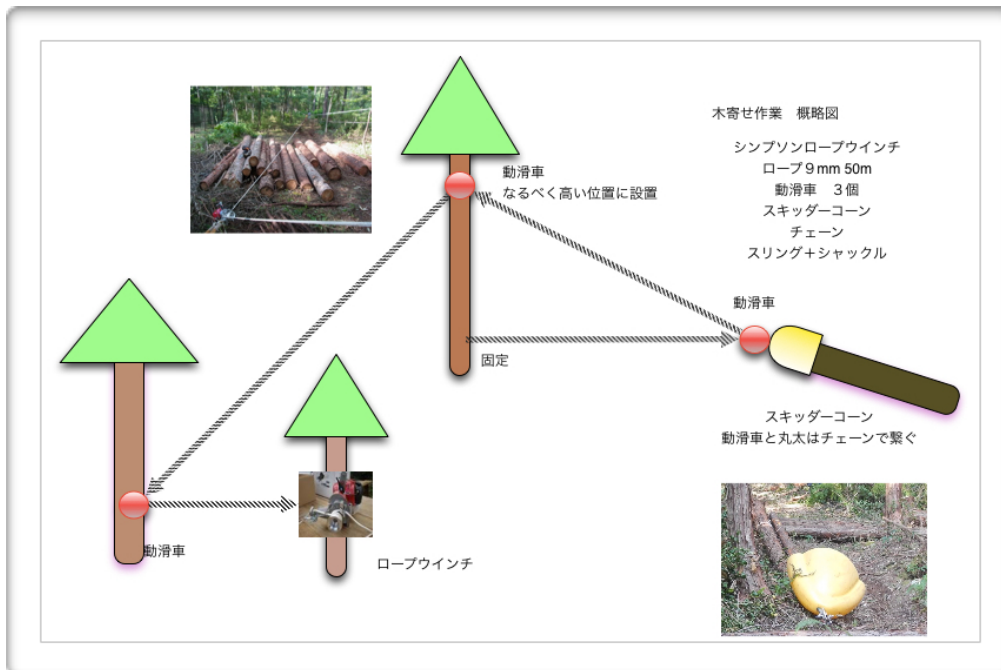 木寄せ作業　概略図
シンプソンロープウインチ
ロープ９mm 50m
動滑車　３個
スキッダーコーン
チェーン
スリング＋シャックル
動滑車
なるべく高い位置に設置
動滑車
固定
スキッダーコーン
動滑車と丸太はチェーンで繋ぐ
動滑車
ロープウインチ